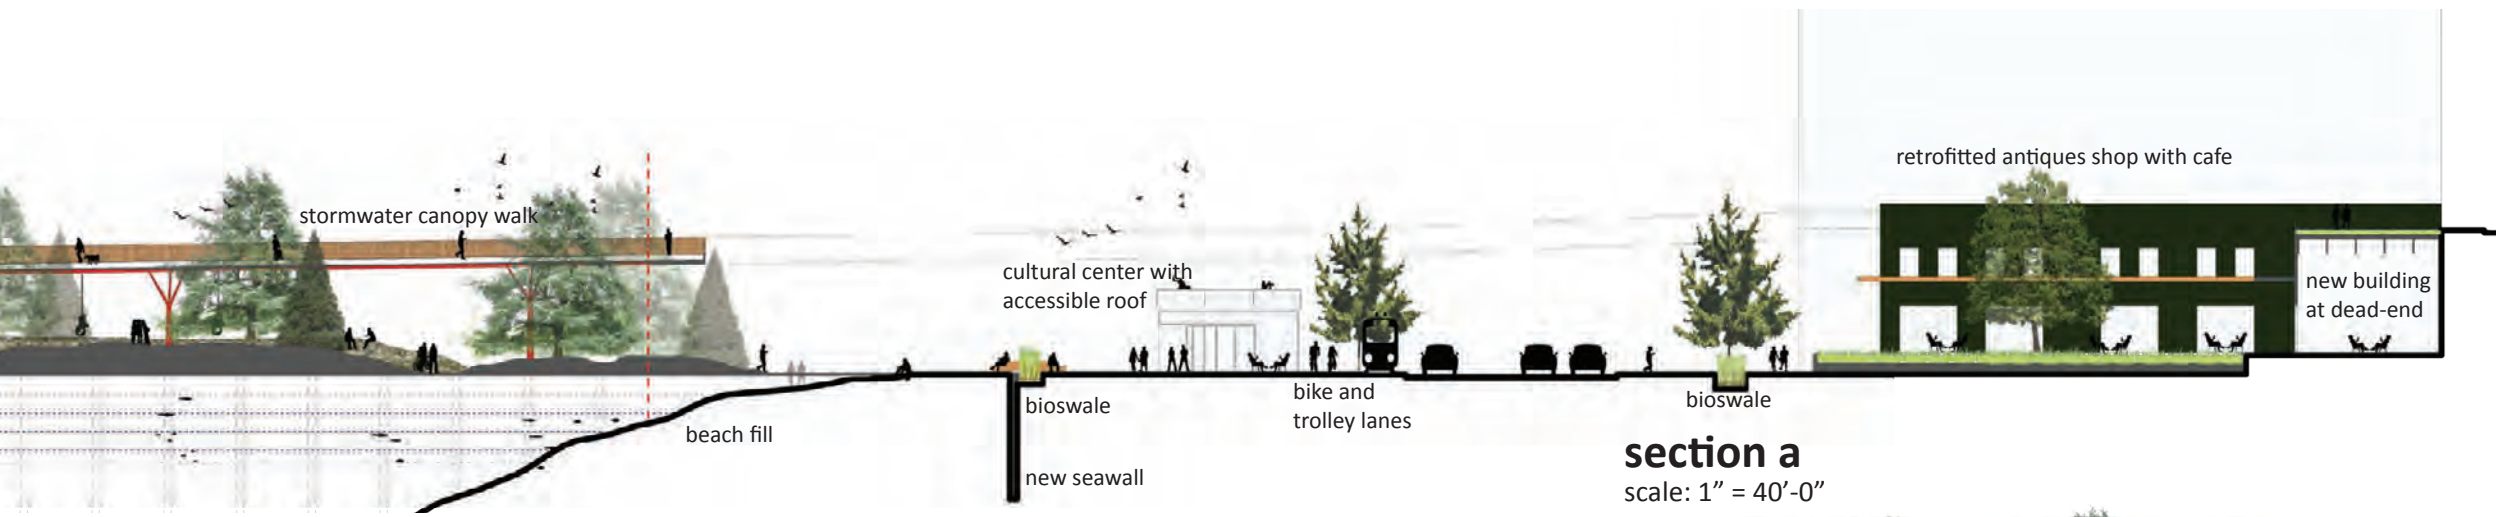 stormwater canopy walk
beach fill
cultural center with
accessible roof
bioswale
new seawall
bike and
trolley lanes
bioswale
retrofitted antiques shop with cafe
new building
at dead-end
section a
scale: 1” = 40’-0”